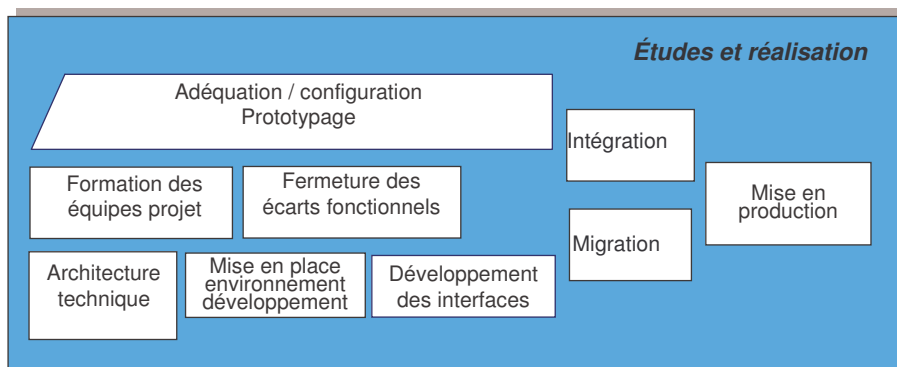 Études et réalisation
Adéquation / configuration
Prototypage
Intégration
Formation des
équipes projet
Fermeture des
écarts fonctionnels
Mise en
production
Migration
Architecture
technique
Mise en place
environnement
développement
Développement
des interfaces